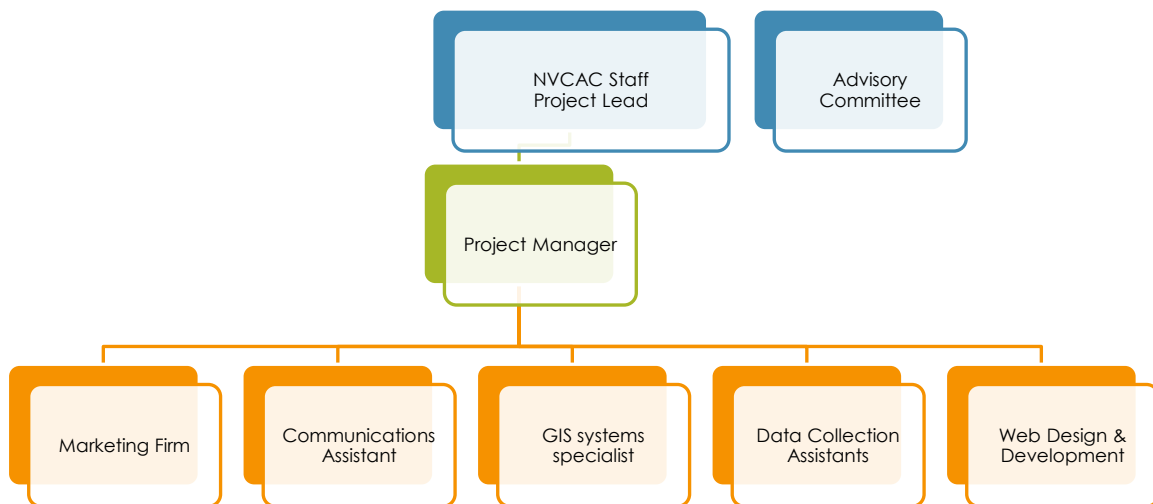 NVCAC Staff
Project Lead
Advisory
Committee
Project Manager
Marketing Firm
Communications
Assistant
GIS systems
specialist
Data Collection
Assistants
Web Design &
Development